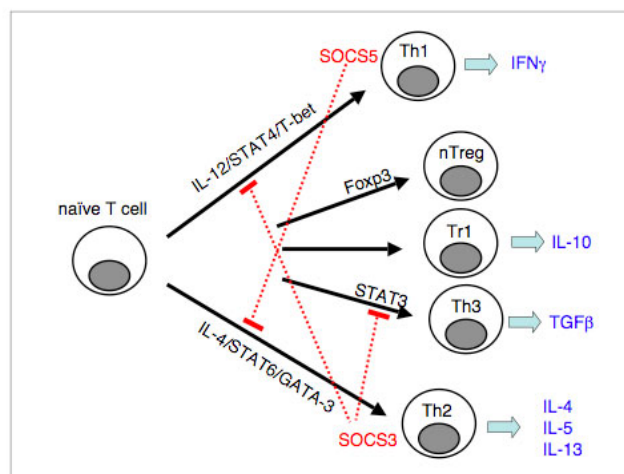 SOCS5
Th1
IFNγ
IL-12/STAT4/T-bet
nTreg
Foxp3
naïve T cell
Tr1
IL-10
STAT3
Th3
TGFβ
IL-4/STAT6/GATA-3
Th2
SOCS3
IL-4
IL-5
IL-13